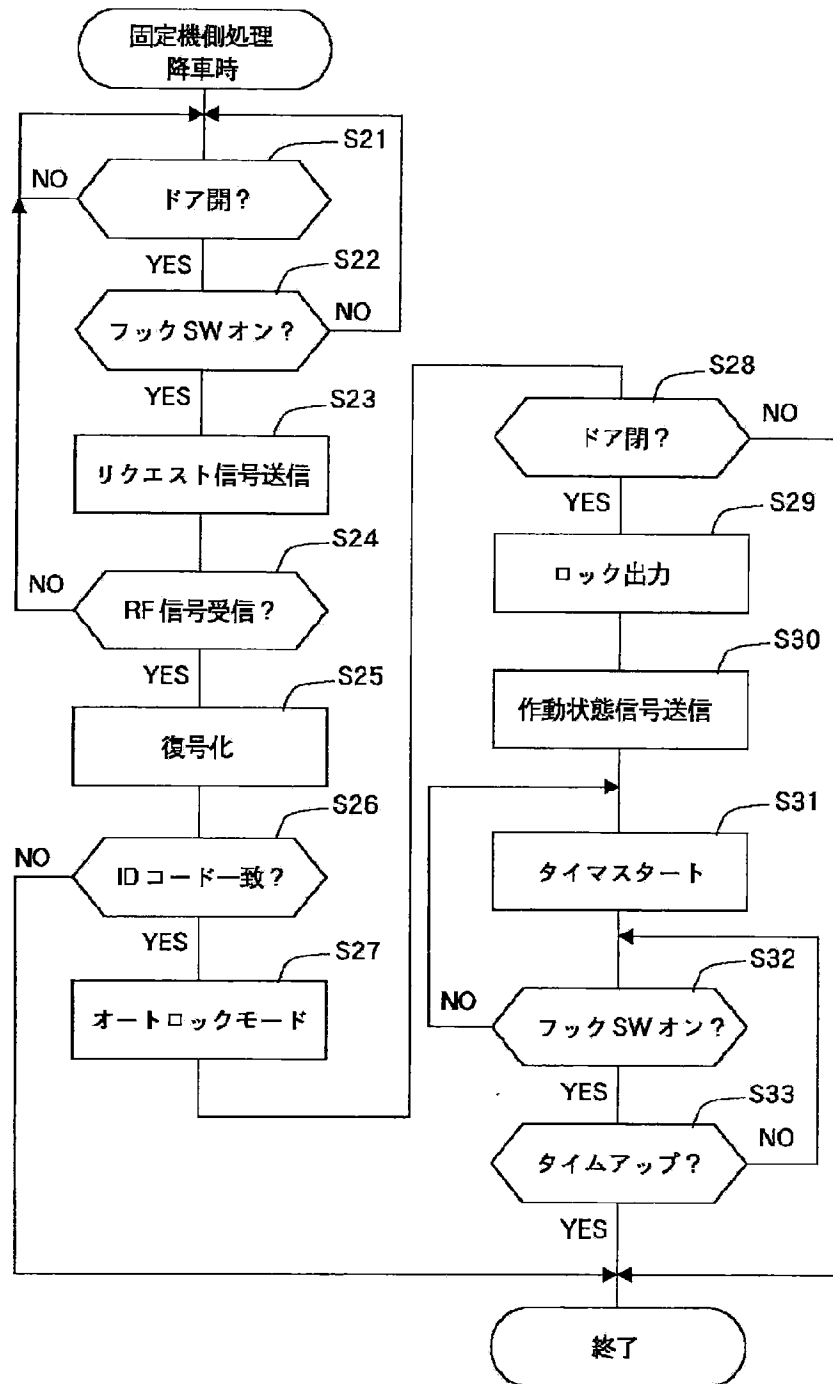 固定機側処理
降車時
S21
NO
ドア開?
YES
S22
NO
フックSWオン?
YES
S23
リクエスト信号送信
S24
NO
RF信号受信?
YES
S25
復号化
S26
NO
IDコード一致?
YES
S27
オートロックモード
S28
NO
ドア閉?
YES
S29
ロック出力
S30
作動状態信号送信
S31
タイマスタート
S32
NO
フックSWオン?
YES
S33
NO
タイムアップ?
YES
終了